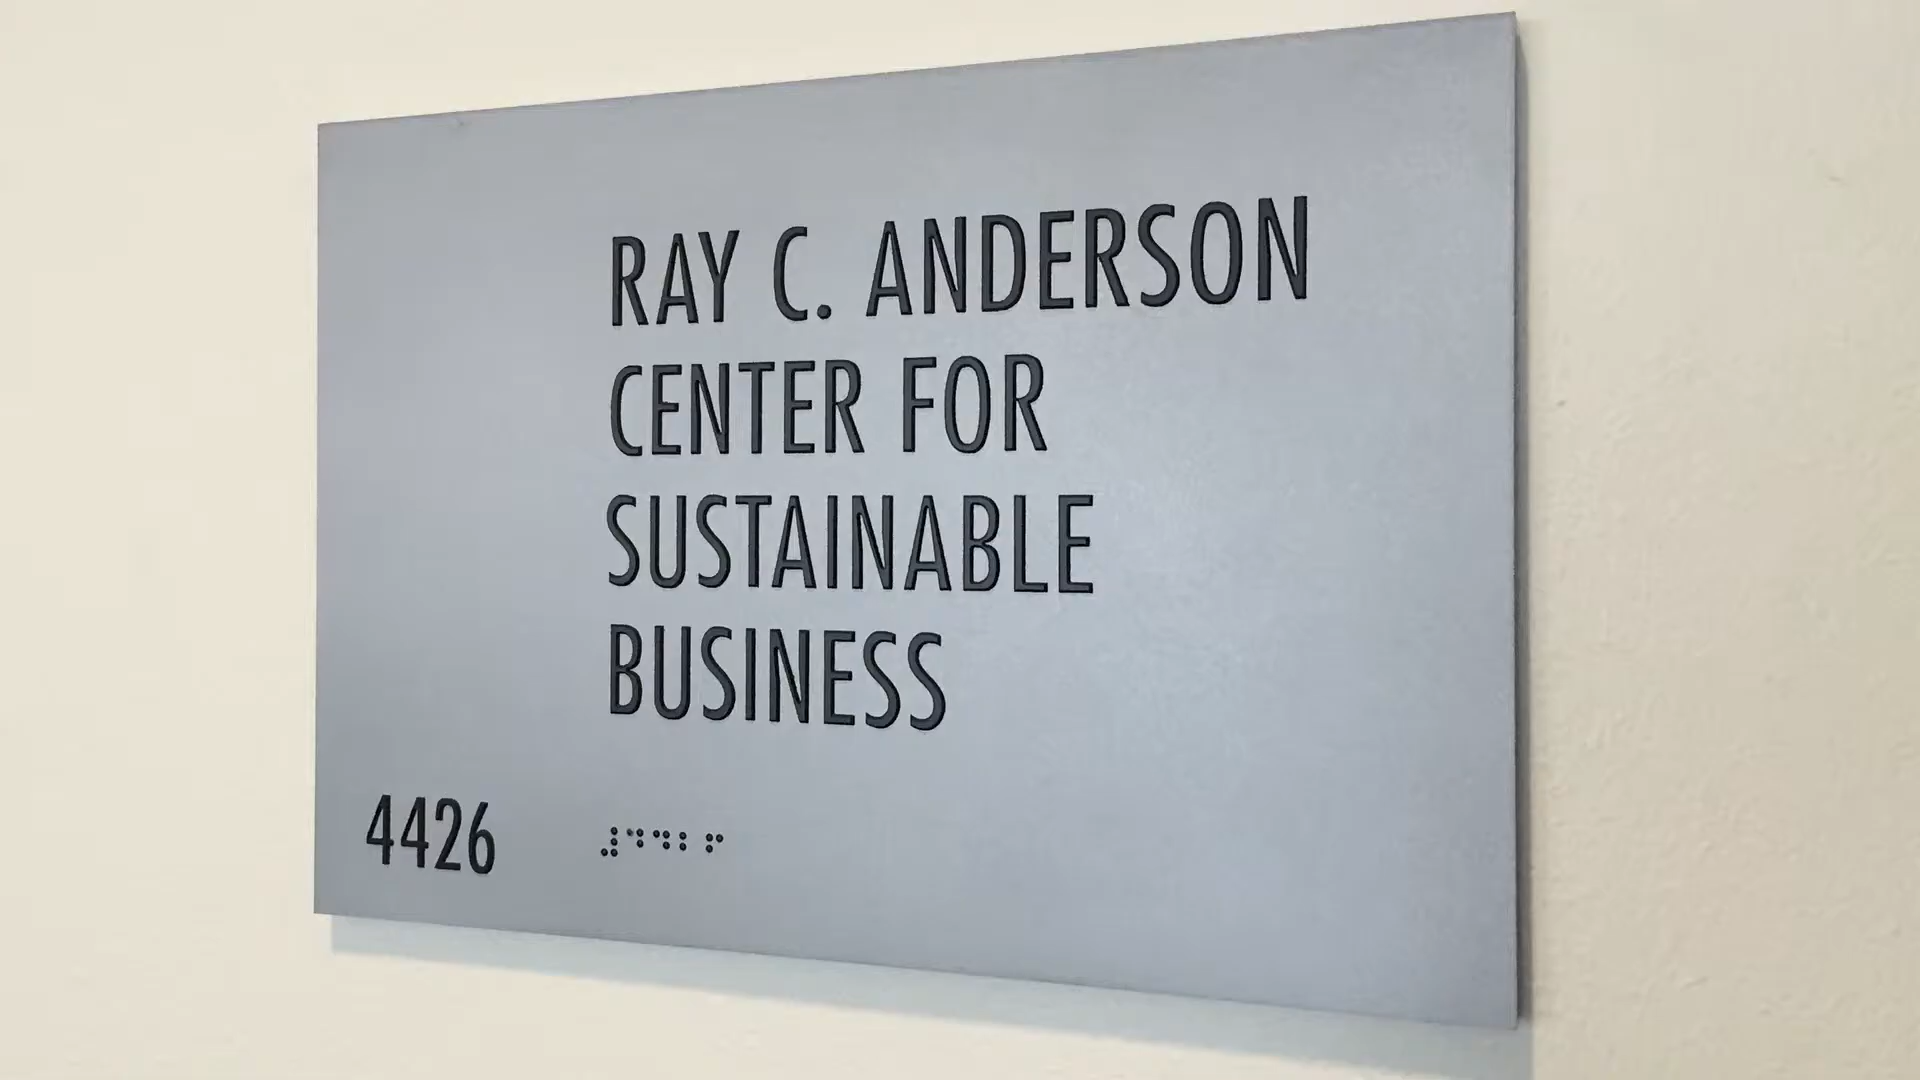 RAY C. ANDERSON
CENTER FOR
SUSTAINABLE
BUSINESS
4426 ⠼⠙⠙⠃⠋